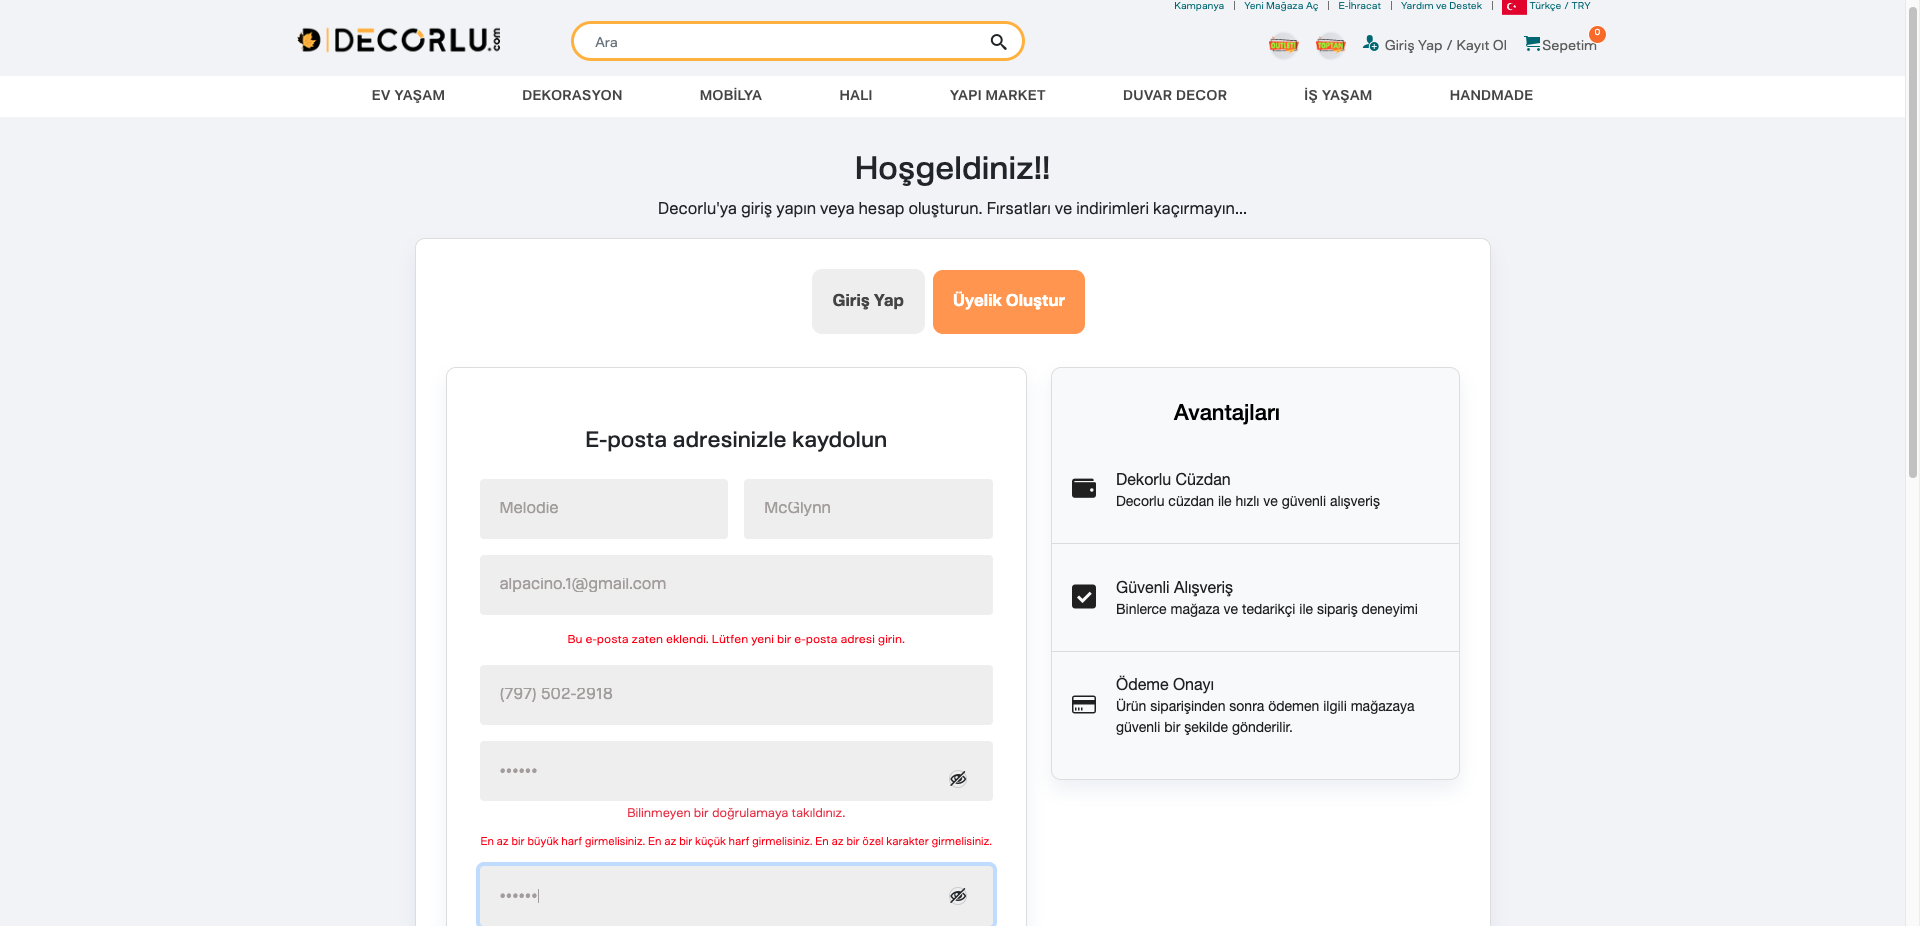 Kampanya | Yeni Mağaza Aç | E-İhracat | Yardım ve Destek | Türkçe / TRY
DECORLU.com
Ara
OUTLET
TOPTAN
Giriş Yap / Kayıt Ol
Sepetim
0
EV YAŞAM
DEKORASYON
MOBİLYA
HALI
YAPI MARKET
DUVAR DECOR
İŞ YAŞAM
HANDMADE
Hoşgeldiniz!!
Decorlu'ya giriş yapın veya hesap oluşturun. Fırsatları ve indirimleri kaçırmayın...
Giriş Yap
Üyelik Oluştur
E-posta adresinizle kaydolun
Melodie
McGlynn
alpacino.1@gmail.com
Bu e-posta zaten eklendi. Lütfen yeni bir e-posta adresi girin.
(797) 502-2918
••••••
Bilinmeyen bir doğrulamaya takıldınız.
En az bir büyük harf girmelisiniz. En az bir küçük harf girmelisiniz. En az bir özel karakter girmelisiniz.
••••••
Avantajları
Dekorlu Cüzdan
Decorlu cüzdan ile hızlı ve güvenli alışveriş
Güvenli Alışveriş
Binlerce mağaza ve tedarikçi ile sipariş deneyimi
Ödeme Onayı
Ürün siparişinden sonra ödemen ilgili mağazaya
güvenli bir şekilde gönderilir.